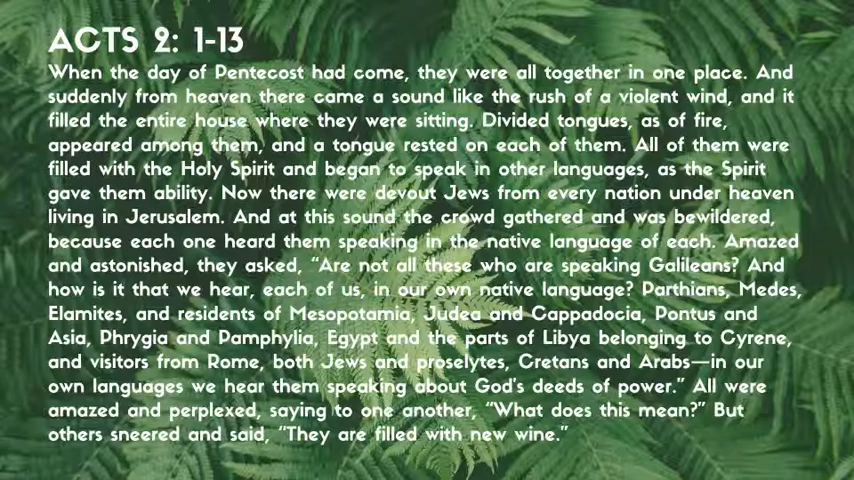 ACTS 2: 1-13
When the day of Pentecost had come, they were all together in one place. And
suddenly from heaven there came a sound like the rush of a violent wind, and it
filled the entire house where they were sitting. Divided tongues, as of fire,
appeared among them, and a tongue rested on each of them. All of them were
filled with the Holy Spirit and began to speak in other languages, as the Spirit
gave them ability. Now there were devout Jews from every nation under heaven
living in Jerusalem. And at this sound the crowd gathered and was bewildered,
because each one heard them speaking in the native language of each. Amazed
and astonished, they asked, “Are not all these who are speaking Galileans? And
how is it that we hear, each of us, in our own native language? Parthians, Medes,
Elamites, and residents of Mesopotamia, Judea and Cappadocia, Pontus and
Asia, Phrygia and Pamphylia, Egypt and the parts of Libya belonging to Cyrene,
and visitors from Rome, both Jews and proselytes, Cretans and Arabs—in our
own languages we hear them speaking about God's deeds of power.” All were
amazed and perplexed, saying to one another, “What does this mean?” But
others sneered and said, “They are filled with new wine.”